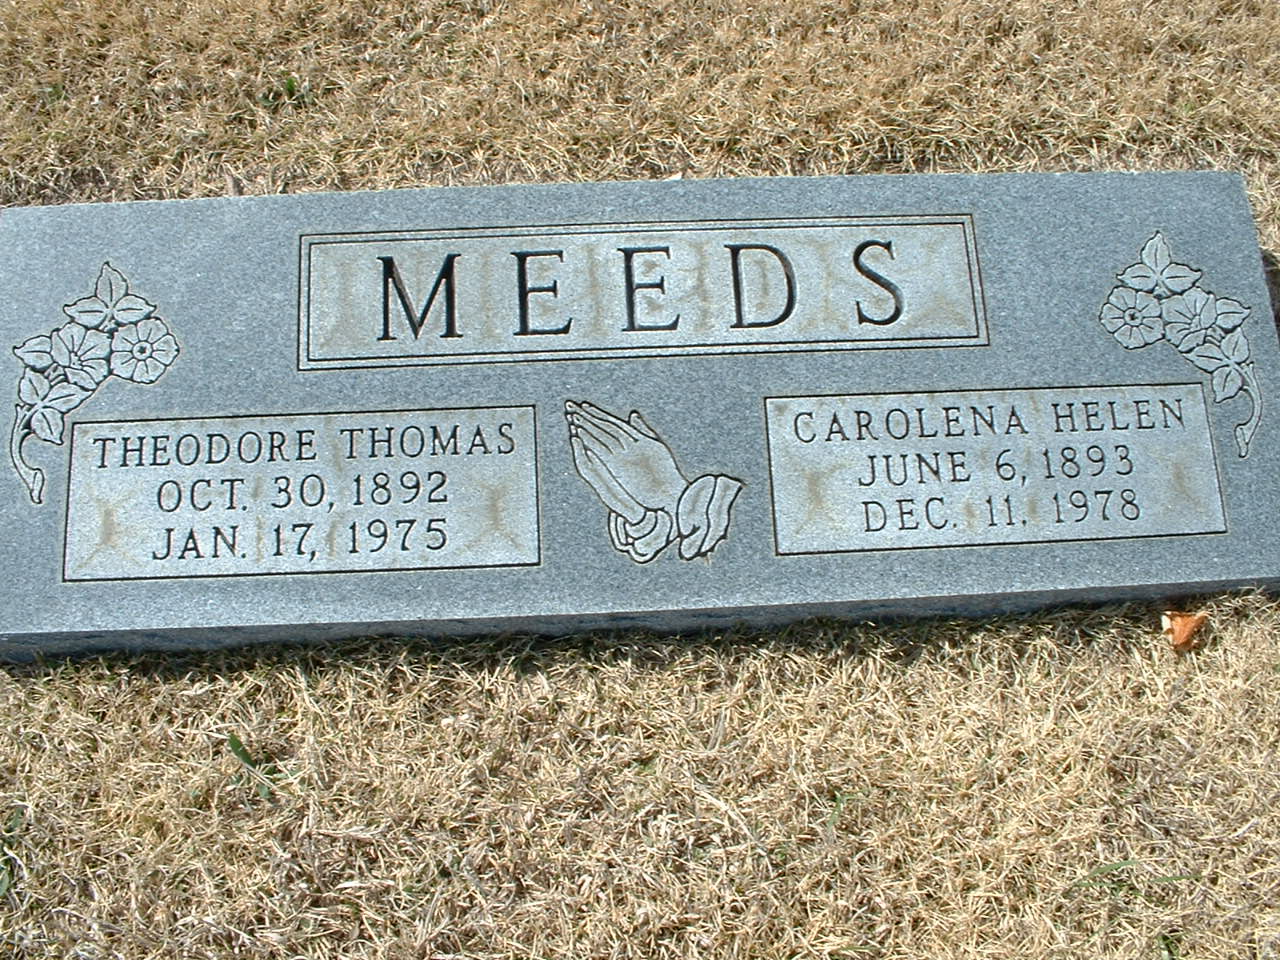 MEEDS
THEODORE THOMAS
OCT. 30, 1892
JAN. 17, 1975
CAROLENA HELEN
JUNE 6, 1893
DEC. 11. 1978